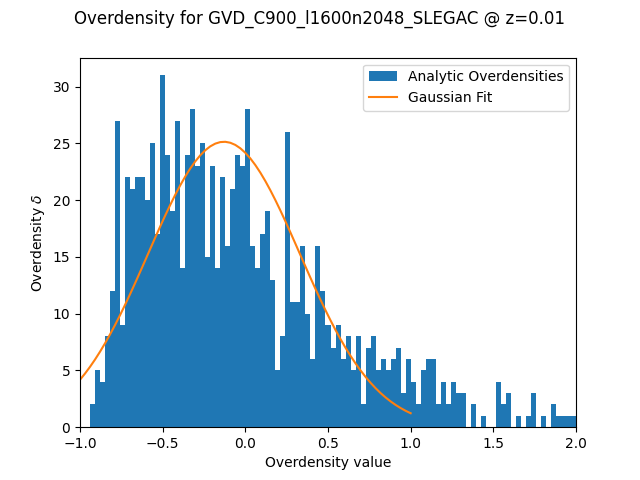 Overdensity for GVD_C900_l1600n2048_SLEGAC @ z=0.01
Analytic Overdensities
Gaussian Fit
Overdensity δ
30
25
20
15
10
5
0
−1.0 −0.5 0.0 0.5 1.0 1.5 2.0
Overdensity value